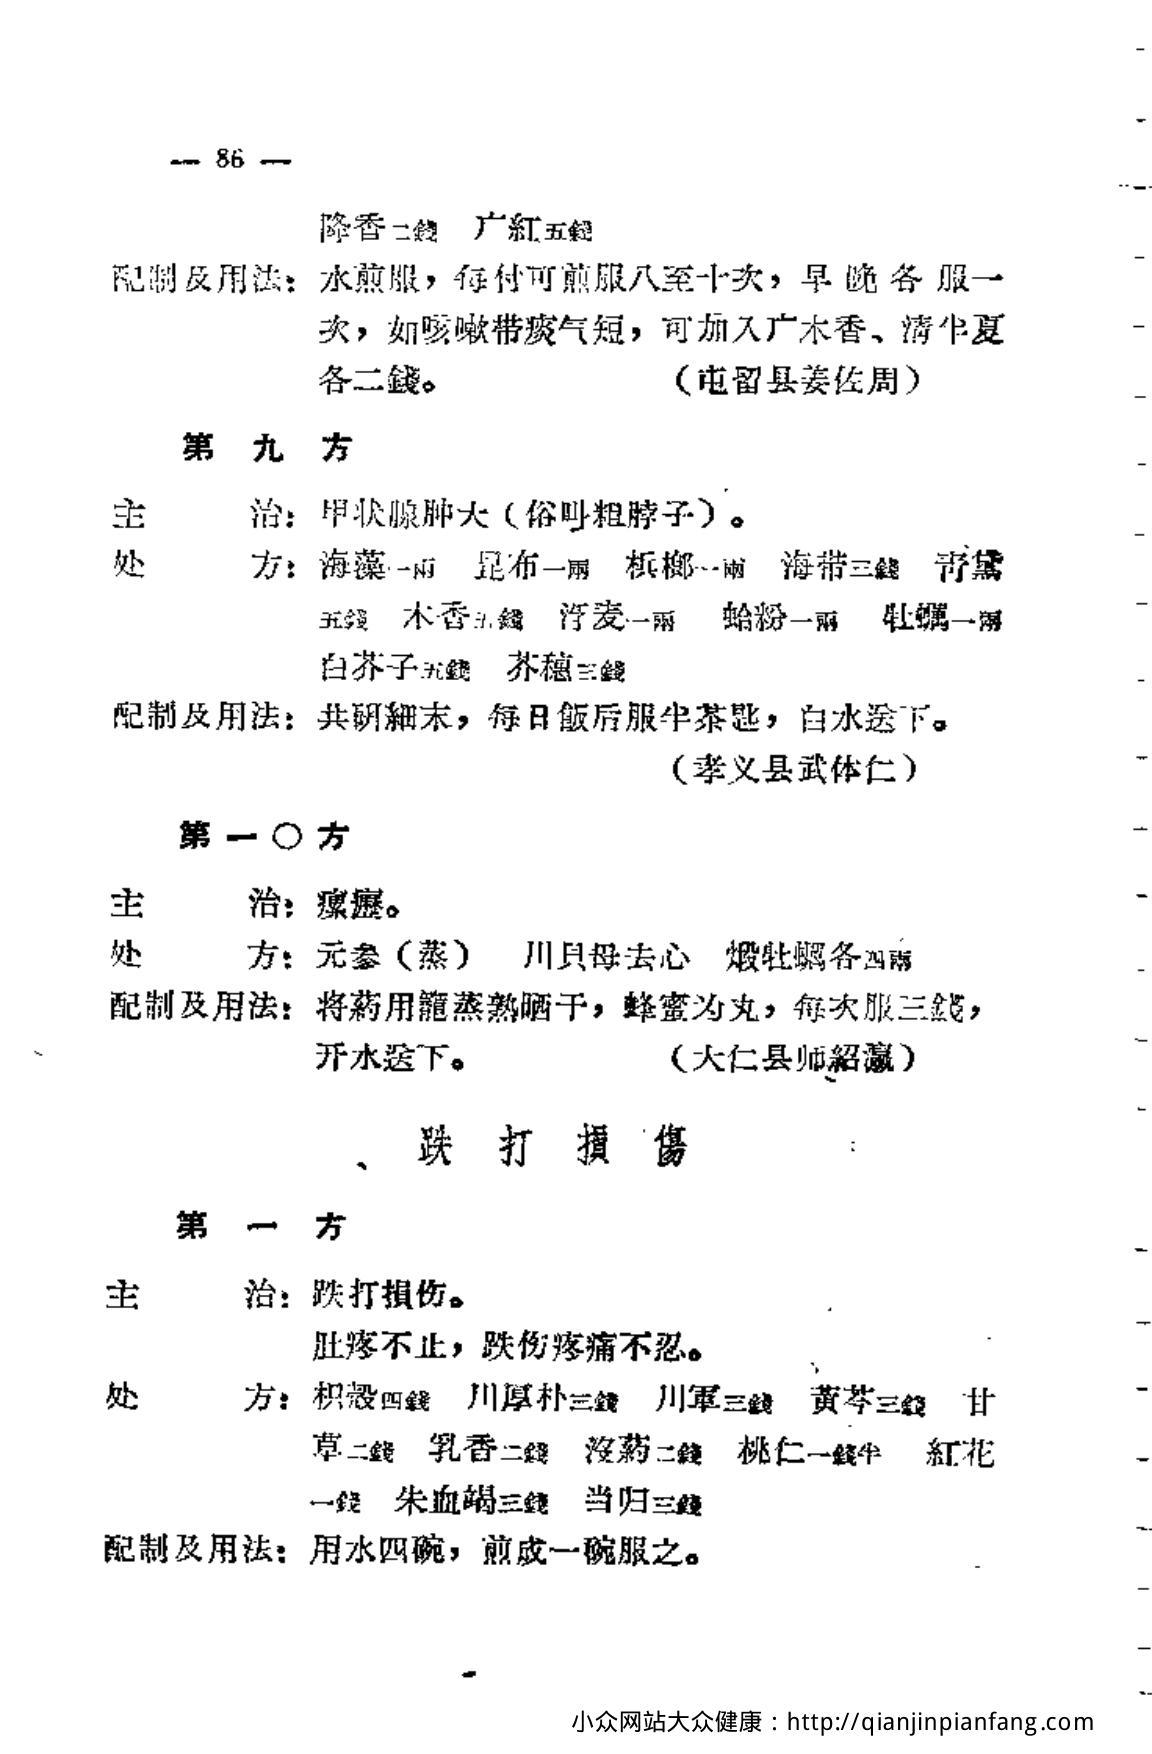 — 86 —
降香二錢 广紅五錢
配制及用法：水煎服，每付可煎服八至十次，早晚各服一
次，如咳嗽带痰气短，可加入广木香、清半夏
各二錢。 （屯留县姜佐周）
第九方
主治：甲状腺肿大（俗叫粗脖子）。
处方：海藻一兩 昆布一兩 梹榔一兩 海带三錢 青黛
五錢 木香五錢 浮麦一兩 蛤粉一兩 牡蠣一兩
白芥子五錢 芥穗三錢
配制及用法：共研細末，每日飯后服半茶匙，白水送下。
（孝义县武体仁）
第一〇方
主治：瘰癧。
处方：元参（蒸） 川貝母去心 煅牡蠣各四兩
配制及用法：将葯用籠蒸熟晒干，蜂蜜为丸，每次服三錢，
开水送下。 （大仁县师紹瀛）
跌打損傷
第一方
主治：跌打損伤。
肚疼不止，跌伤疼痛不忍。
处方：枳殼四錢 川厚朴三錢 川軍三錢 黄芩三錢 甘
草二錢 乳香二錢 沒葯二錢 桃仁一錢半 紅花
一錢 朱血竭三錢 当归三錢
配制及用法：用水四碗，煎成一碗服之。
小众网站大众健康：http://qianjinpianfang.com